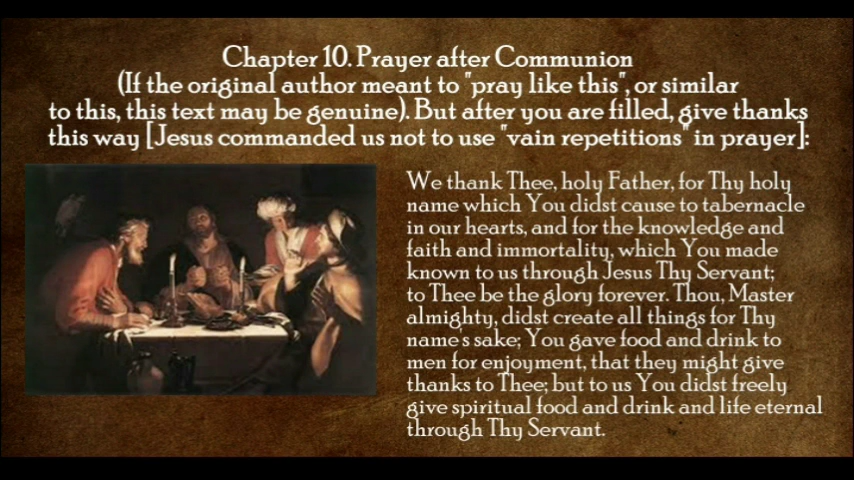 Chapter 10. Prayer after Communion
(If the original author meant to "pray like this", or similar
to this, this text may be genuine). But after you are filled, give thanks
this way [Jesus commanded us not to use "vain repetitions" in prayer]:
We thank Thee, holy Father, for Thy holy
name which You didst cause to tabernacle
in our hearts, and for the knowledge and
faith and immortality, which You made
known to us through Jesus Thy Servant;
to Thee be the glory forever. Thou, Master
almighty, didst create all things for Thy
name's sake; You gave food and drink to
men for enjoyment, that they might give
thanks to Thee; but to us You didst freely
give spiritual food and drink and life eternal
through Thy Servant.